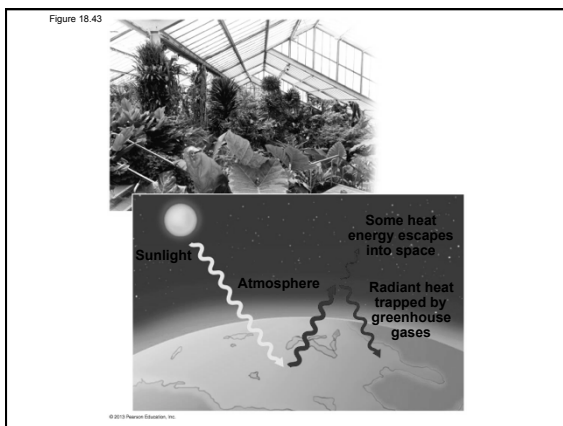 Figure 18.43
Sunlight
Atmosphere
Some heat
energy escapes
into space
Radiant heat
trapped by
greenhouse
gases
© 2013 Pearson Education, Inc.